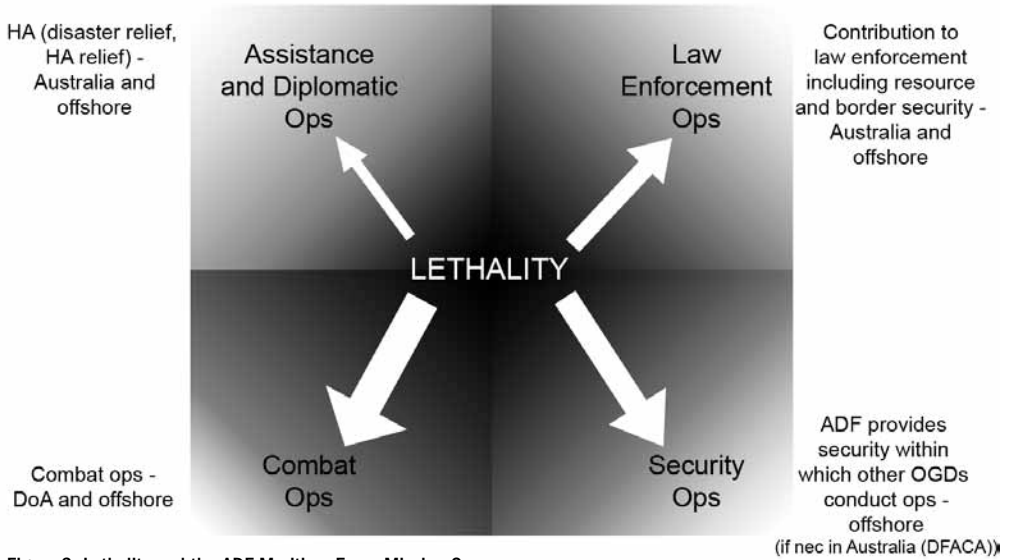 HA (disaster relief,
HA relief) -
Australia and
offshore
Assistance
and Diplomatic
Ops
Law
Enforcement
Ops
Contribution to
law enforcement
including resource
and border security -
Australia and
offshore
LETHALITY
Combat ops -
DoA and offshore
Combat
Ops
Security
Ops
ADF provides
security within
which other OGDs
conduct ops -
offshore
(if nec in Australia (DFACA))